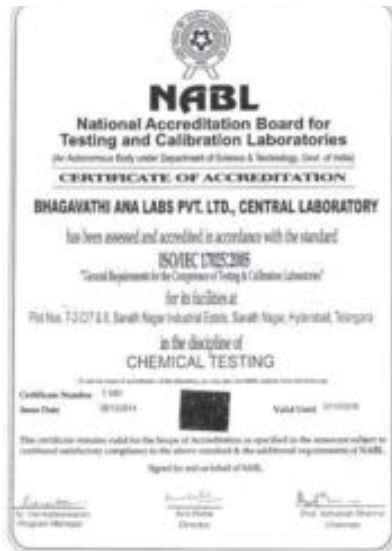 NABL
National Accreditation Board for
Testing and Calibration Laboratories
(An Autonomous Body under Department of Science & Technology, Govt. of India)
CERTIFICATE OF ACCREDITATION
BHAGAVATHI ANA LABS PVT. LTD., CENTRAL LABORATORY
has been assessed and accredited in accordance with the standard
ISO/IEC 17025:2005
"General Requirements for the Competence of Testing & Calibration Laboratories"
for its facilities at
Sanath Nagar Industrial Estate, Sanath Nagar, Hyderabad, Telangana
in the discipline of
CHEMICAL TESTING
Certificate Number
Issue Date
Valid Until
This certificate remains valid for the Scope of Accreditation as specified in the annexure subject to
continued satisfactory compliance to the above standard & the additional requirements of NABL.
Signed for and on behalf of NABL
Program Manager
Director
Chairman